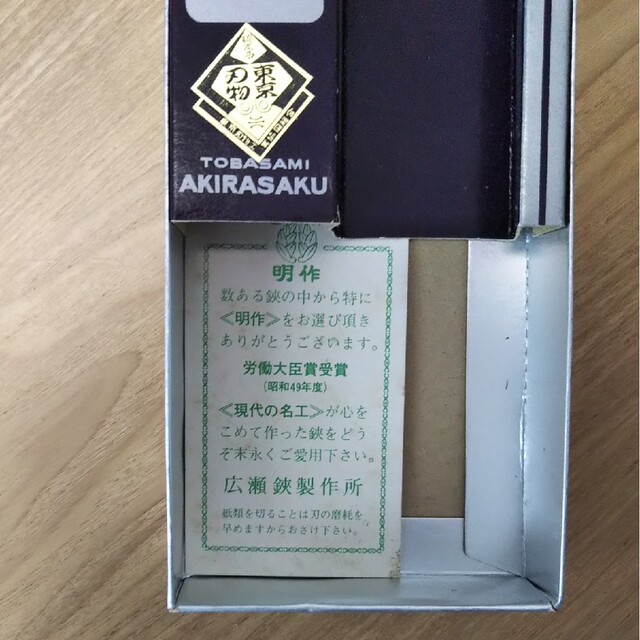 東京
刃物
TOBASAMI
AKIRASAKU
明作
数ある鋏の中から特に
≪明作≫をお選び頂き
ありがとうございます。
労働大臣賞受賞
(昭和49年度)
≪現代の名工≫が心を
こめて作った鋏をどう
ぞ末永くご愛用下さい。
広瀬鋏製作所
紙類を切ることは刃の磨耗を
早めますからおさけ下さい。